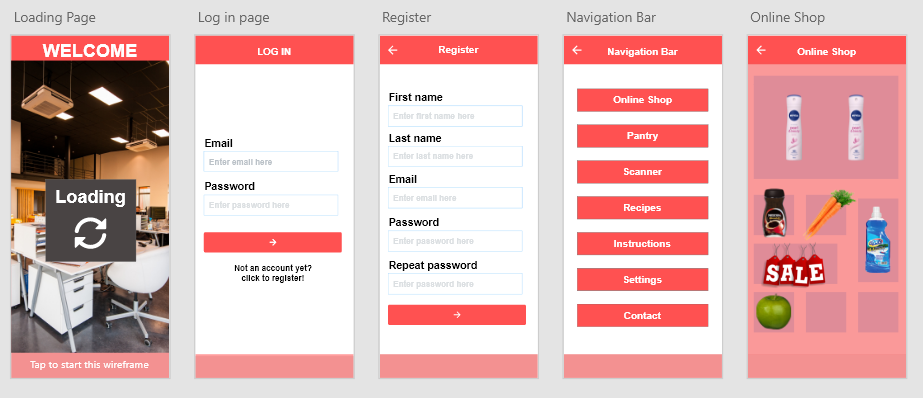 Loading Page
WELCOME
Loading
Tap to start this wireframe
Log in page
LOG IN
Email
Enter email here
Password
Enter password here
Not an account yet?
click to register!
Register
Register
First name
Enter first name here
Last name
Enter last name here
Email
Enter email here
Password
Enter password here
Repeat password
Enter password here
Navigation Bar
Navigation Bar
Online Shop
Pantry
Scanner
Recipes
Instructions
Settings
Contact
Online Shop
Online Shop
NIVEA
NIVEA
SALE